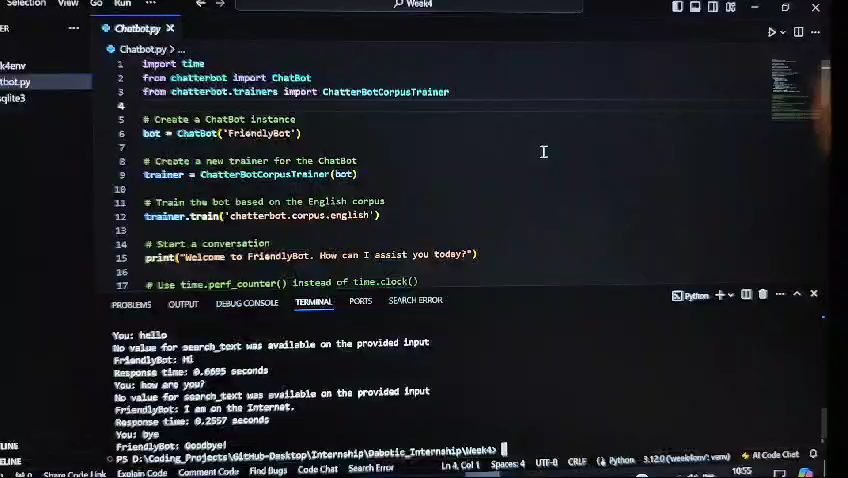 Selection View Go Run ...
Week4
Chatbot.py
Chatbot.py > ...
1 import time
2 from chatterbot import ChatBot
3 from chatterbot.trainers import ChatterBotCorpusTrainer
4
5 # Create a ChatBot instance
6 bot = ChatBot('FriendlyBot')
7
8 # Create a new trainer for the ChatBot
9 trainer = ChatterBotCorpusTrainer(bot)
10
11 # Train the bot based on the English corpus
12 trainer.train('chatterbot.corpus.english')
13
14 # Start a conversation
15 print("Welcome to FriendlyBot. How can I assist you today?")
16
17 # Use time.perf_counter() instead of time.clock()
ER
k4env
tbot.py
sqlite3
PROBLEMS OUTPUT DEBUG CONSOLE TERMINAL PORTS SEARCH ERROR
Python
You: hello
No value for search_text was available on the provided input
FriendlyBot: Hi
Response time: 0.6695 seconds
You: how are you?
No value for search_text was available on the provided input
FriendlyBot: I am on the Internet.
Response time: 0.2557 seconds
You: bye
FriendlyBot: Goodbye!
PS D:\Coding_Projects\GitHub-Desktop\Internship\Dabotic_Internship\Week4>
LINE
ELINE
Share Code Link Explain Code Comment Code Find Bugs Code Chat Search Error
Ln 4, Col 1 Spaces: 4 UTF-8 CRLF Python 3.12.0 AI Code Chat
10:55